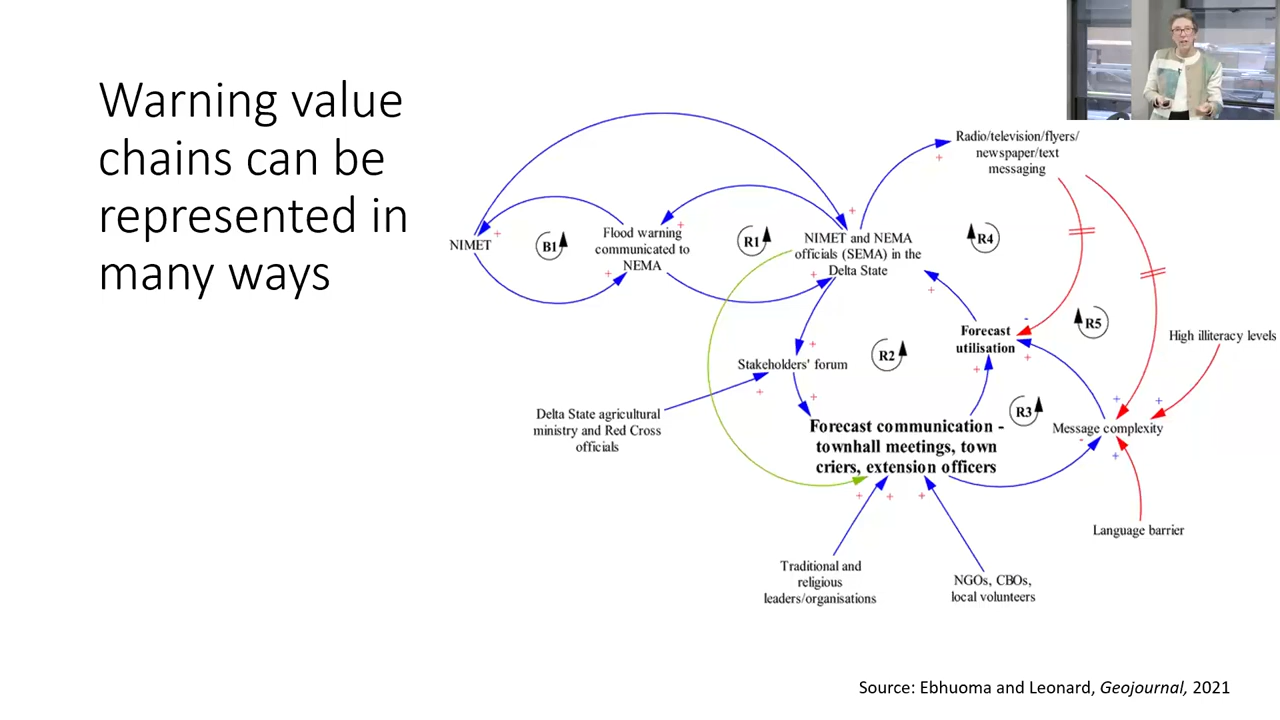 Warning value
chains can be
represented in
many ways
Radio/television/flyers/
newspaper/text
messaging
NIMET
B1
Flood warning
communicated to
NEMA
R1
NIMET and NEMA
officials (SEMA) in the
Delta State
R4
R5
High illiteracy levels
Forecast
utilisation
R2
Stakeholders' forum
R3
Delta State agricultural
ministry and Red Cross
officials
Forecast communication -
townhall meetings, town
criers, extension officers
Message complexity
Language barrier
Traditional and
religious
leaders/organisations
NGOs, CBOs,
local volunteers
Source: Ebhuoma and Leonard, Geojournal, 2021